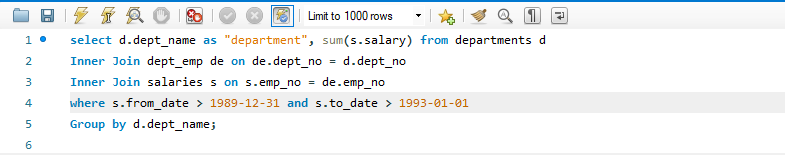 Limit to 1000 rows
1 select d.dept_name as "department", sum(s.salary) from departments d
2 Inner Join dept_emp de on de.dept_no = d.dept_no
3 Inner Join salaries s on s.emp_no = de.emp_no
4 where s.from_date > 1989-12-31 and s.to_date > 1993-01-01
5 Group by d.dept_name;
6